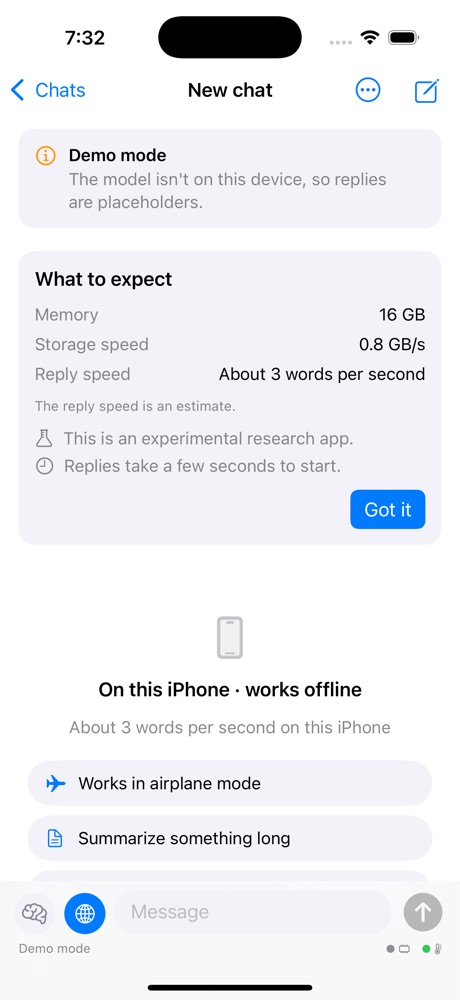 7:32
Chats
New chat
Demo mode
The model isn't on this device, so replies
are placeholders.
What to expect
Memory 16 GB
Storage speed 0.8 GB/s
Reply speed About 3 words per second
The reply speed is an estimate.
This is an experimental research app.
Replies take a few seconds to start.
Got it
On this iPhone · works offline
About 3 words per second on this iPhone
Works in airplane mode
Summarize something long
Message
Demo mode